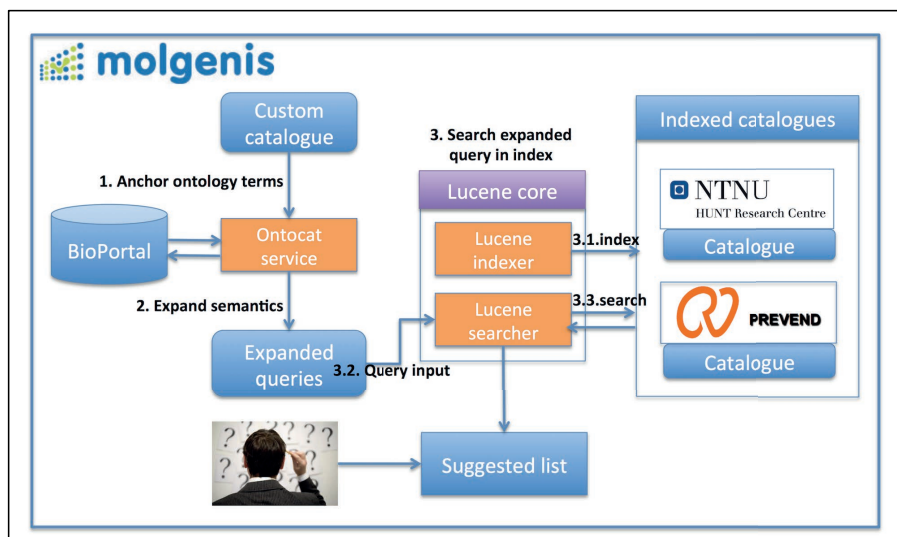 molgenis
Custom
catalogue
1. Anchor ontology terms
BioPortal
Ontocat
service
2. Expand semantics
Expanded
queries
3.2. Query input
3. Search expanded
query in index
Lucene core
Lucene
indexer
3.1.index
Lucene
searcher
3.3.search
Indexed catalogues
NTNU
HUNT Research Centre
Catalogue
PREVEND
Catalogue
? ? ? ? ? ? ? ?
Suggested list